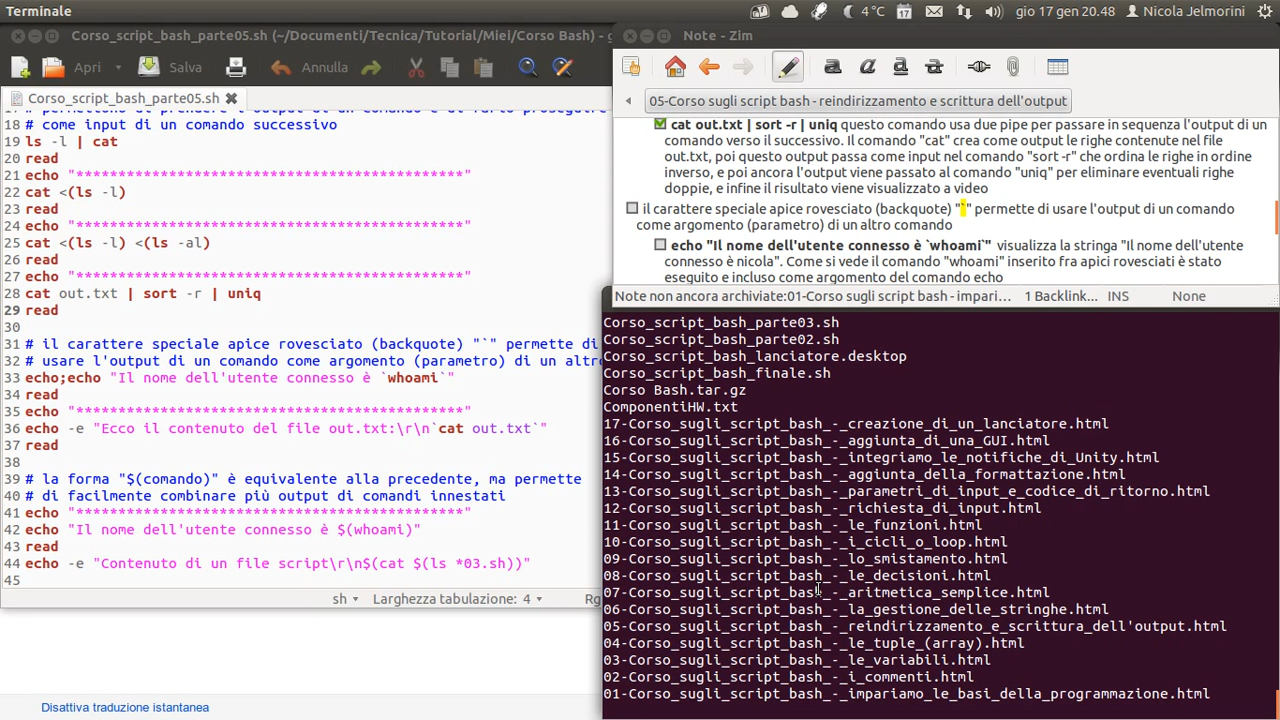 Terminale
4 °C
17
gio 17 gen 20.48
Nicola Jelmorini
Corso_script_bash_parte05.sh (~/Documenti/Tecnica/Tutorial/Miei/Corso Bash) - g
Apri
Salva
Annulla
Corso_script_bash_parte05.sh
18 # come input di un comando successivo
19 ls -l | cat
20 read
21 echo "*******************************************"
22 cat <(ls -l)
23 read
24 echo "*******************************************"
25 cat <(ls -l) <(ls -al)
26 read
27 echo "*******************************************"
28 cat out.txt | sort -r | uniq
29 read
30
31 # il carattere speciale apice rovesciato (backquote) "`" permette di
32 # usare l'output di un comando come argomento (parametro) di un altro
33 echo;echo "Il nome dell'utente connesso è `whoami`"
34 read
35 echo "*******************************************"
36 echo -e "Ecco il contenuto del file out.txt:\r\n`cat out.txt`"
37 read
38
39 # la forma "$(comando)" è equivalente alla precedente, ma permette
40 # di facilmente combinare più output di comandi innestati
41 echo "*******************************************"
42 echo "Il nome dell'utente connesso è $(whoami)"
43 read
44 echo -e "Contenuto di un file script\r\n$(cat $(ls *03.sh))"
45
sh
Larghezza tabulazione: 4
Disattiva traduzione istantanea
Note - Zim
a a a a
05-Corso sugli script bash - reindirizzamento e scrittura dell'output
cat out.txt | sort -r | uniq questo comando usa due pipe per passare in sequenza l'output di un
comando verso il successivo. Il comando "cat" crea come output le righe contenute nel file
out.txt, poi questo output passa come input nel comando "sort -r" che ordina le righe in ordine
inverso, e poi ancora l'output viene passato al comando "uniq" per eliminare eventuali righe
doppie, e infine il risultato viene visualizzato a video
il carattere speciale apice rovesciato (backquote) "`" permette di usare l'output di un comando
come argomento (parametro) di un altro comando
echo "Il nome dell'utente connesso è `whoami`" visualizza la stringa "Il nome dell'utente
connesso è nicola". Come si vede il comando "whoami" inserito fra apici rovesciati è stato
eseguito e incluso come argomento del comando echo
Note non ancora archiviate:01-Corso sugli script bash - impari... 1 Backlink... INS None
Corso_script_bash_parte03.sh
Corso_script_bash_parte02.sh
Corso_script_bash_lanciatore.desktop
Corso_script_bash_finale.sh
Corso Bash.tar.gz
ComponentiHW.txt
17-Corso_sugli_script_bash_-_creazione_di_un_lanciatore.html
16-Corso_sugli_script_bash_-_aggiunta_di_una_GUI.html
15-Corso_sugli_script_bash_-_integriamo_le_notifiche_di_Unity.html
14-Corso_sugli_script_bash_-_aggiunta_della_formattazione.html
13-Corso_sugli_script_bash_-_parametri_di_input_e_codice_di_ritorno.html
12-Corso_sugli_script_bash_-_richiesta_di_input.html
11-Corso_sugli_script_bash_-_le_funzioni.html
10-Corso_sugli_script_bash_-_i_cicli_o_loop.html
09-Corso_sugli_script_bash_-_lo_smistamento.html
08-Corso_sugli_script_bash_-_le_decisioni.html
07-Corso_sugli_script_bash_-_aritmetica_semplice.html
06-Corso_sugli_script_bash_-_la_gestione_delle_stringhe.html
05-Corso_sugli_script_bash_-_reindirizzamento_e_scrittura_dell'output.html
04-Corso_sugli_script_bash_-_le_tuple_(array).html
03-Corso_sugli_script_bash_-_le_variabili.html
02-Corso_sugli_script_bash_-_i_commenti.html
01-Corso_sugli_script_bash_-_impariamo_le_basi_della_programmazione.html